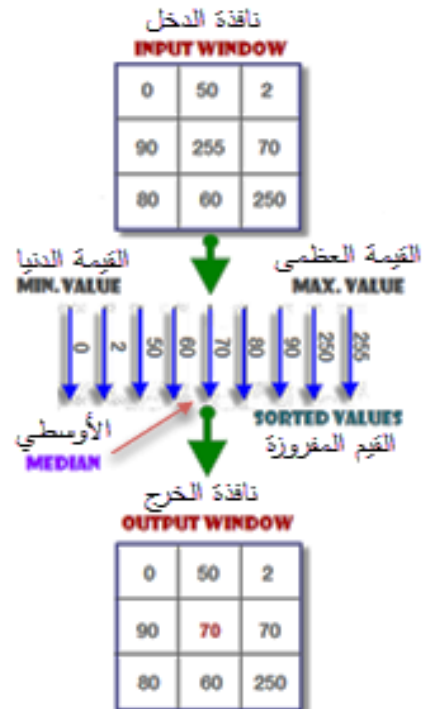 نافذة الدخل
INPUT WINDOW
0 50 2
90 255 70
80 60 250
القيمة الدنيا
MIN. VALUE
القيمة العظمى
MAX. VALUE
0 2 50 60 70 80 90 250 255
الأوسطي
MEDIAN
SORTED VALUES
القيم المفروزة
نافذة الخرج
OUTPUT WINDOW
0 50 2
90 70 70
80 60 250